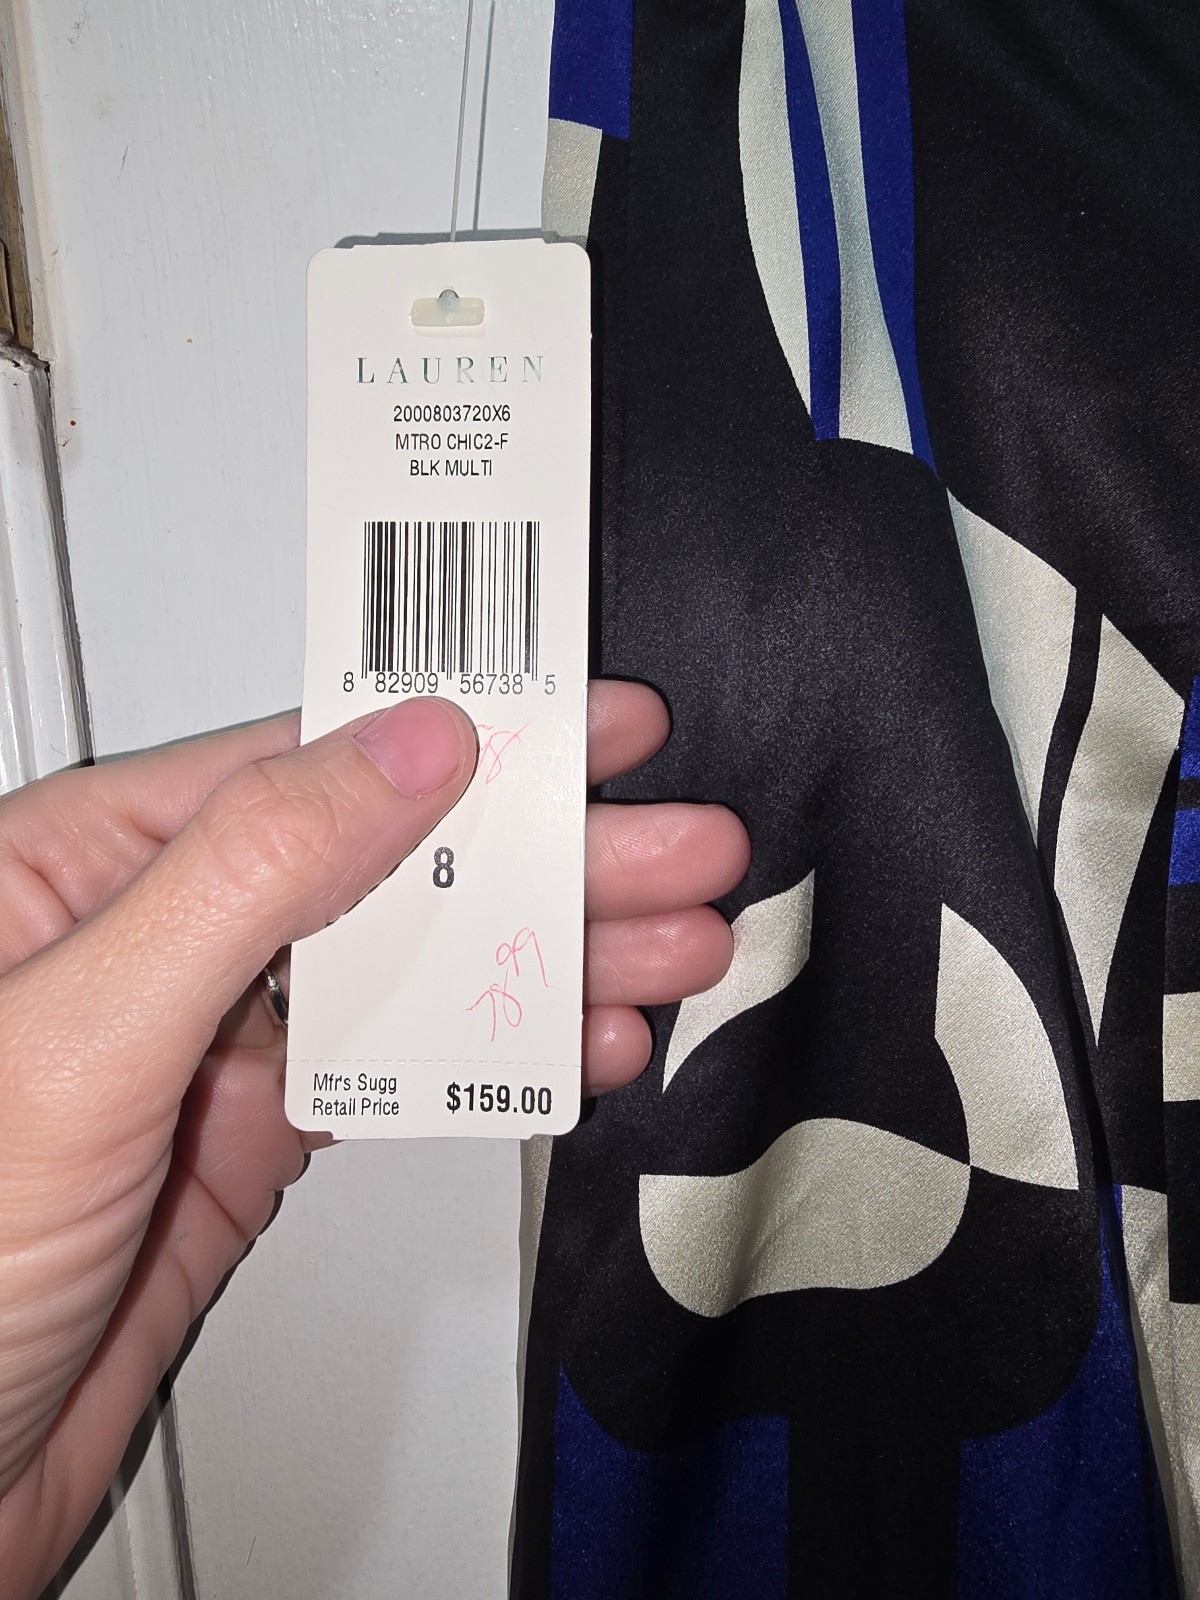 LAUREN
2000803720X6
MTRO CHIC2-F
BLK MULTI
8 82909 56738 5
8
78.99
Mfr's Sugg
Retail Price $159.00